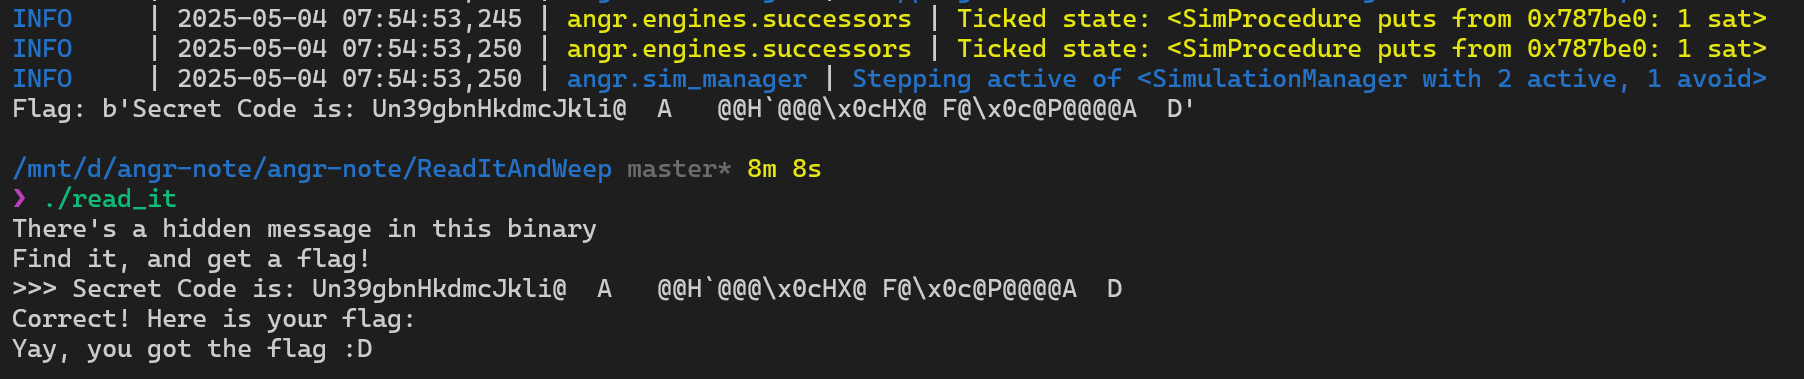 INFO     | 2025-05-04 07:54:53,245 | angr.engines.successors | Ticked state: <SimProcedure puts from 0x787be0: 1 sat>
INFO     | 2025-05-04 07:54:53,250 | angr.engines.successors | Ticked state: <SimProcedure puts from 0x787be0: 1 sat>
INFO     | 2025-05-04 07:54:53,250 | angr.sim_manager | Stepping active of <SimulationManager with 2 active, 1 avoid>
Flag: b'Secret Code is: Un39gbnHkdmcJkli@  A   @@H`@@@\x0cHX@ F@\x0c@P@@@@A  D'
/mnt/d/angr-note/angr-note/ReadItAndWeep master* 8m 8s
❯ ./read_it
There's a hidden message in this binary
Find it, and get a flag!
>>> Secret Code is: Un39gbnHkdmcJkli@  A   @@H`@@@\x0cHX@ F@\x0c@P@@@@A  D
Correct! Here is your flag:
Yay, you got the flag :D